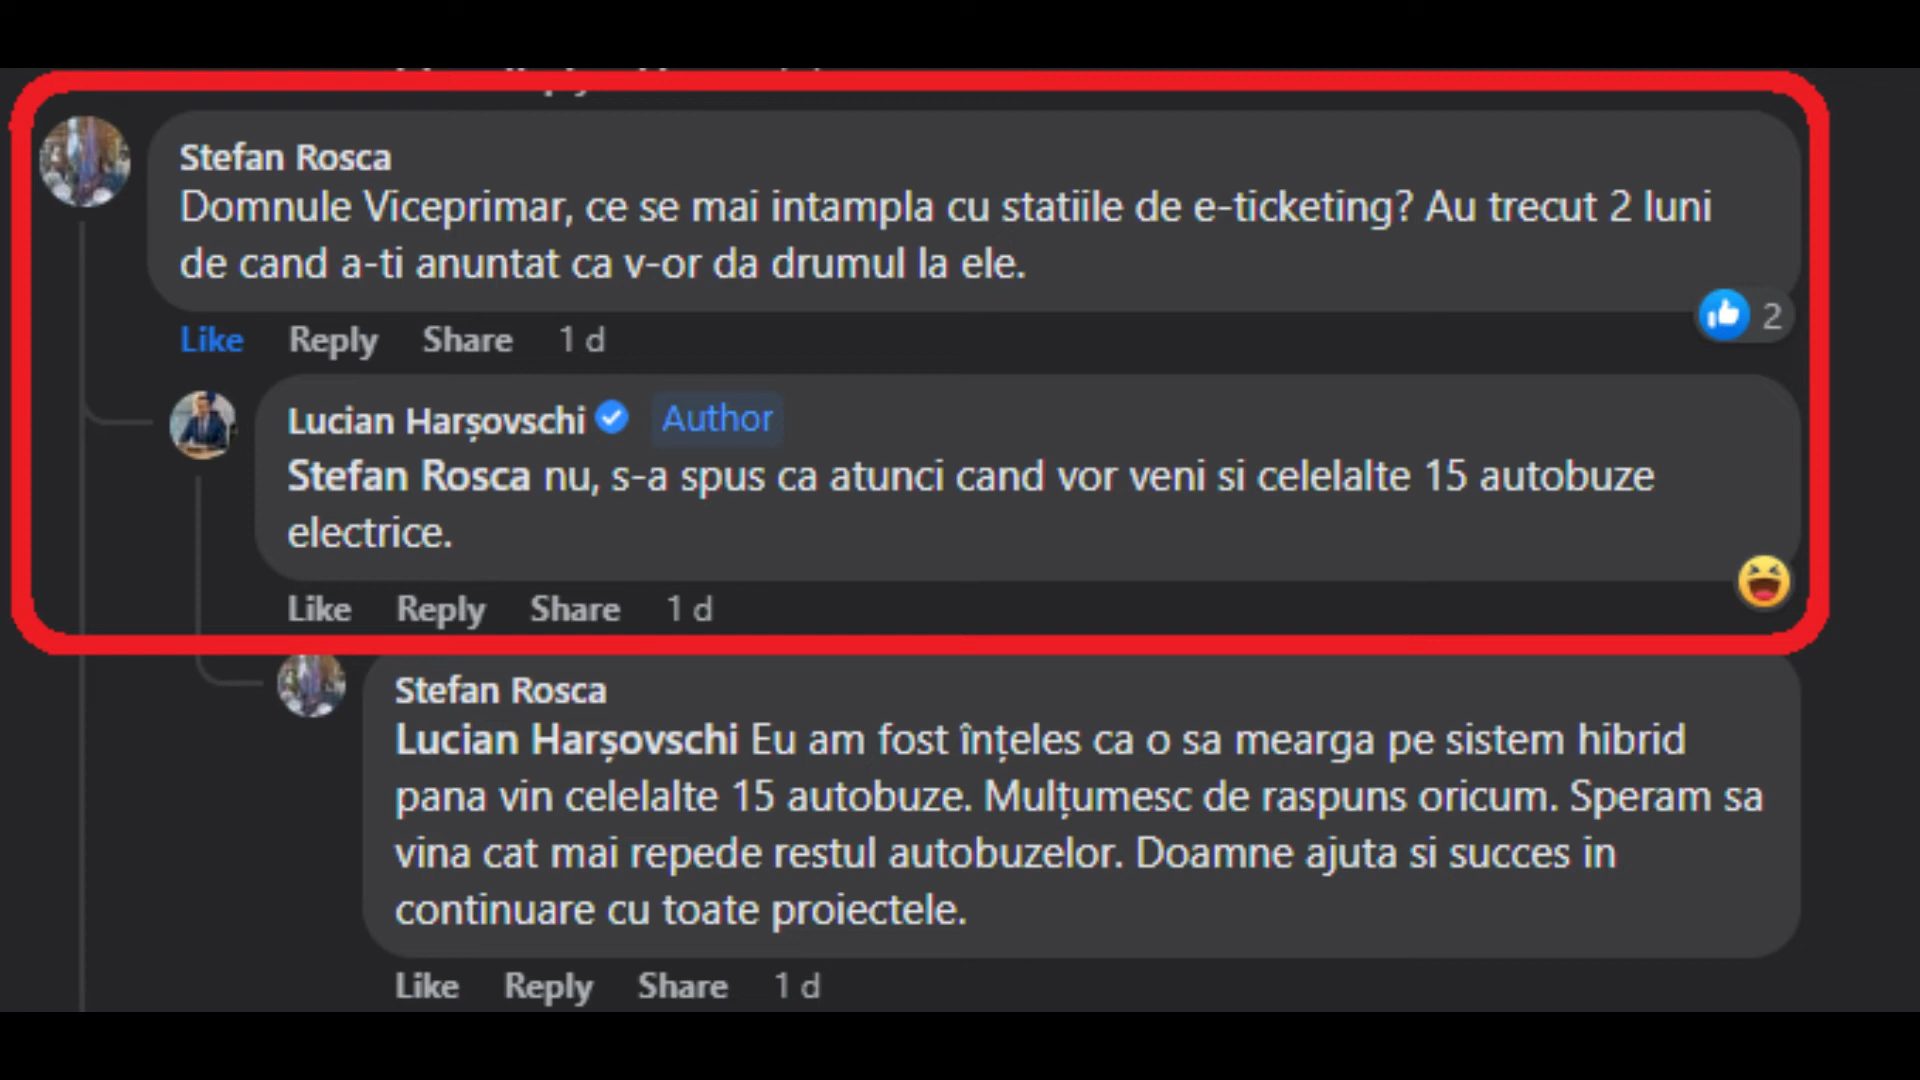 Stefan Rosca
Domnule Viceprimar, ce se mai intampla cu statiile de e-ticketing? Au trecut 2 luni
de cand a-ti anuntat ca v-or da drumul la ele.
2
Like Reply Share 1 d
Lucian Harșovschi Author
Stefan Rosca nu, s-a spus ca atunci cand vor veni si celelalte 15 autobuze
electrice.
Like Reply Share 1 d
Stefan Rosca
Lucian Harșovschi Eu am fost înțeles ca o sa mearga pe sistem hibrid
pana vin celelalte 15 autobuze. Mulțumesc de raspuns oricum. Speram sa
vina cat mai repede restul autobuzelor. Doamne ajuta si succes in
continuare cu toate proiectele.
Like Reply Share 1 d